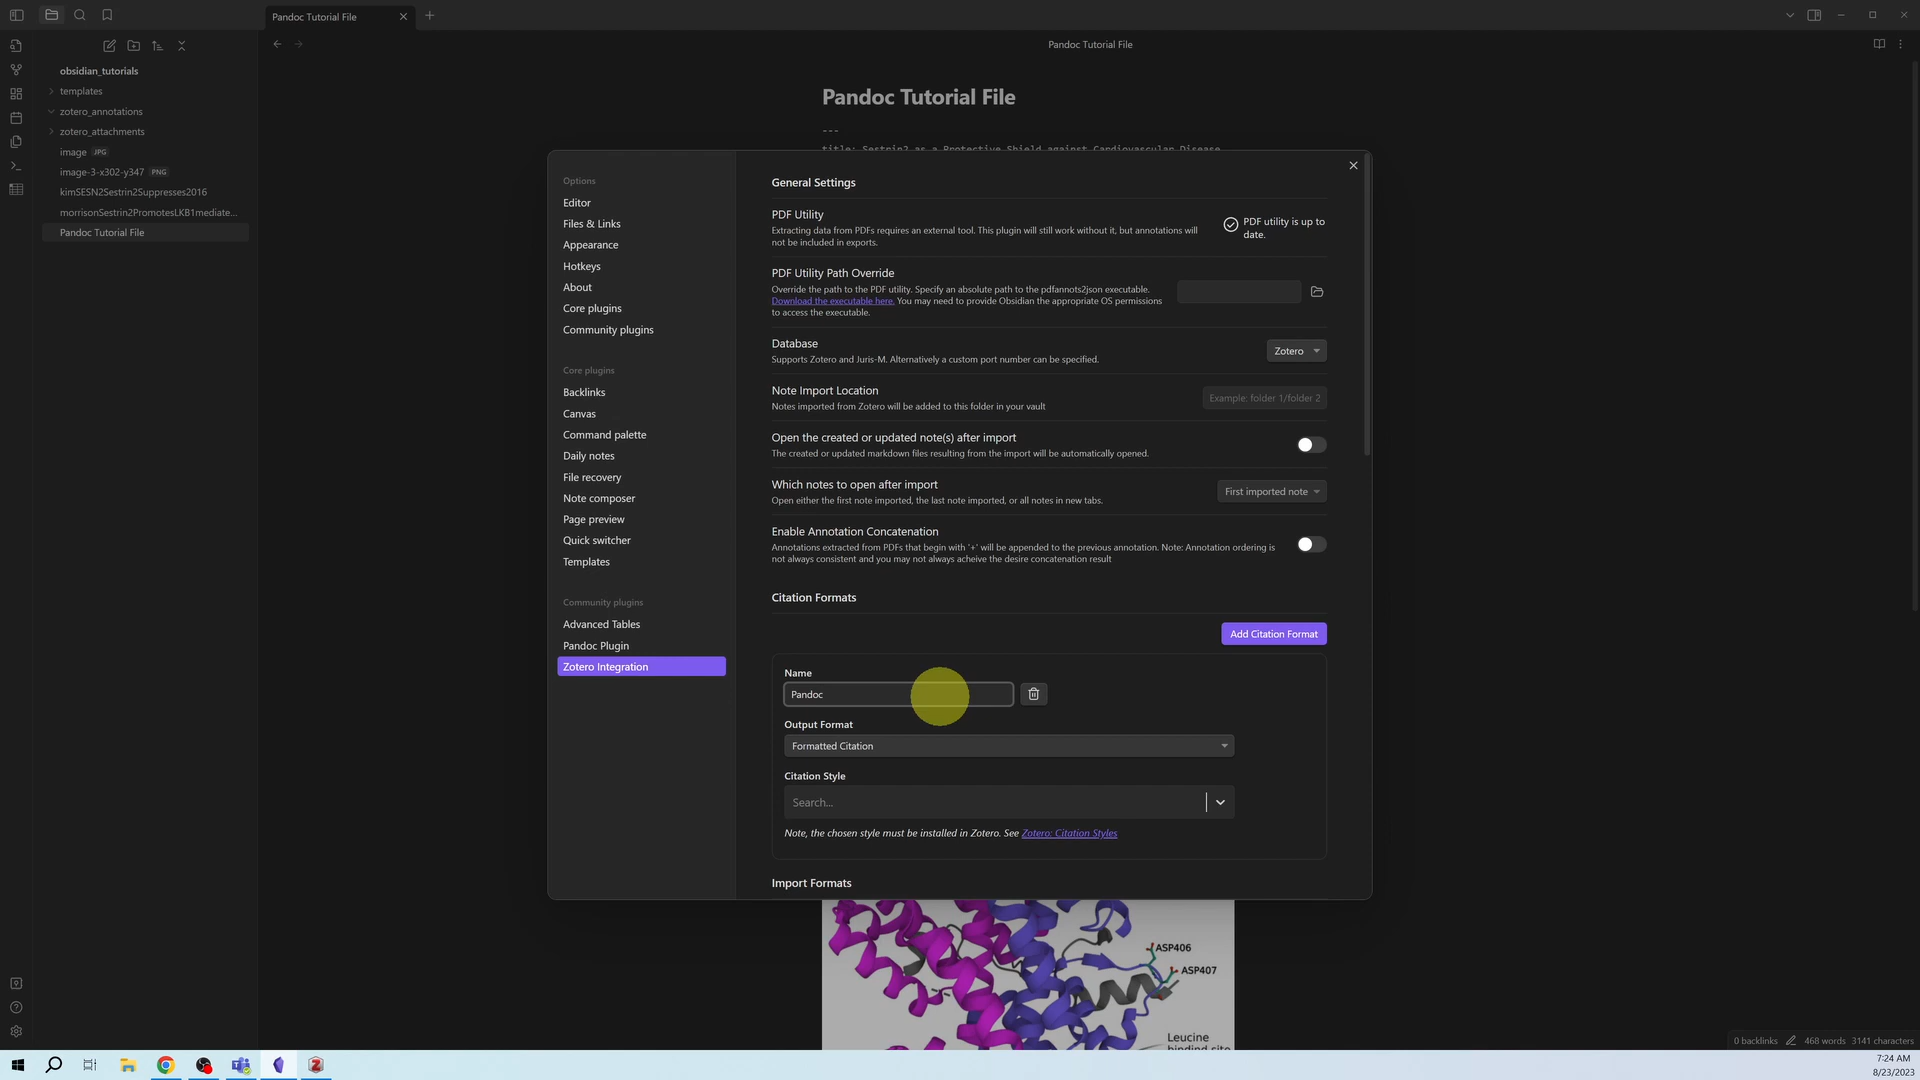 Pandoc Tutorial File
Pandoc Tutorial File
obsidian_tutorials
templates
zotero_annotations
zotero_attachments
image JPG
image-3-x302-y347 PNG
kimSESN2Sestrin2Suppresses2016
morrisonSestrin2PromotesLKB1mediate...
Pandoc Tutorial File
Pandoc Tutorial File
---
title: Sestrin2 as a Protective Shield against Cardiovascular Disease
Options
Editor
Files & Links
Appearance
Hotkeys
About
Core plugins
Community plugins
Core plugins
Backlinks
Canvas
Command palette
Daily notes
File recovery
Note composer
Page preview
Quick switcher
Templates
Community plugins
Advanced Tables
Pandoc Plugin
Zotero Integration
General Settings
PDF Utility
Extracting data from PDFs requires an external tool. This plugin will still work without it, but annotations will
not be included in exports.
PDF utility is up to
date.
PDF Utility Path Override
Override the path to the PDF utility. Specify an absolute path to the pdfannots2json executable.
Download the executable here. You may need to provide Obsidian the appropriate OS permissions
to access the executable.
Database
Supports Zotero and Juris-M. Alternatively a custom port number can be specified.
Zotero
Note Import Location
Notes imported from Zotero will be added to this folder in your vault
Example: folder 1/folder 2
Open the created or updated note(s) after import
The created or updated markdown files resulting from the import will be automatically opened.
Which notes to open after import
Open either the first note imported, the last note imported, or all notes in new tabs.
First imported note
Enable Annotation Concatenation
Annotations extracted from PDFs that begin with '+' will be appended to the previous annotation. Note: Annotation ordering is
not always consistent and you may not always acheive the desire concatenation result
Citation Formats
Add Citation Format
Name
Pandoc
Output Format
Formatted Citation
Citation Style
Search...
Note, the chosen style must be installed in Zotero. See Zotero: Citation Styles
Import Formats
ASP406
ASP407
Leucine
binding site
0 backlinks 468 words 3141 characters
7:24 AM
8/23/2023